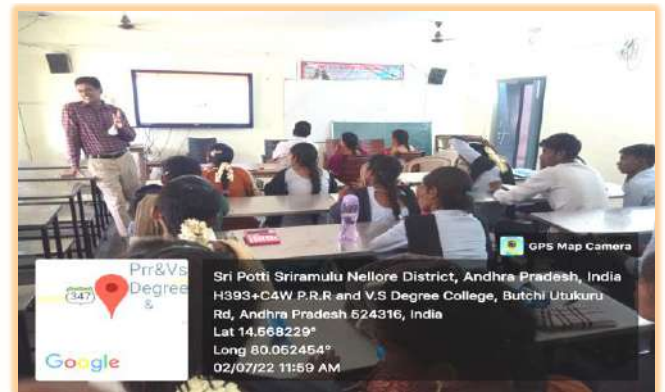 GPS Map Camera
Prr&Vs
Degree
&
347
Google
Sri Potti Sriramulu Nellore District, Andhra Pradesh, India
H393+C4W P.R.R and V.S Degree College, Butchi Utukuru
Rd, Andhra Pradesh 524316, India
Lat 14.568229°
Long 80.052454°
02/07/22 11:59 AM